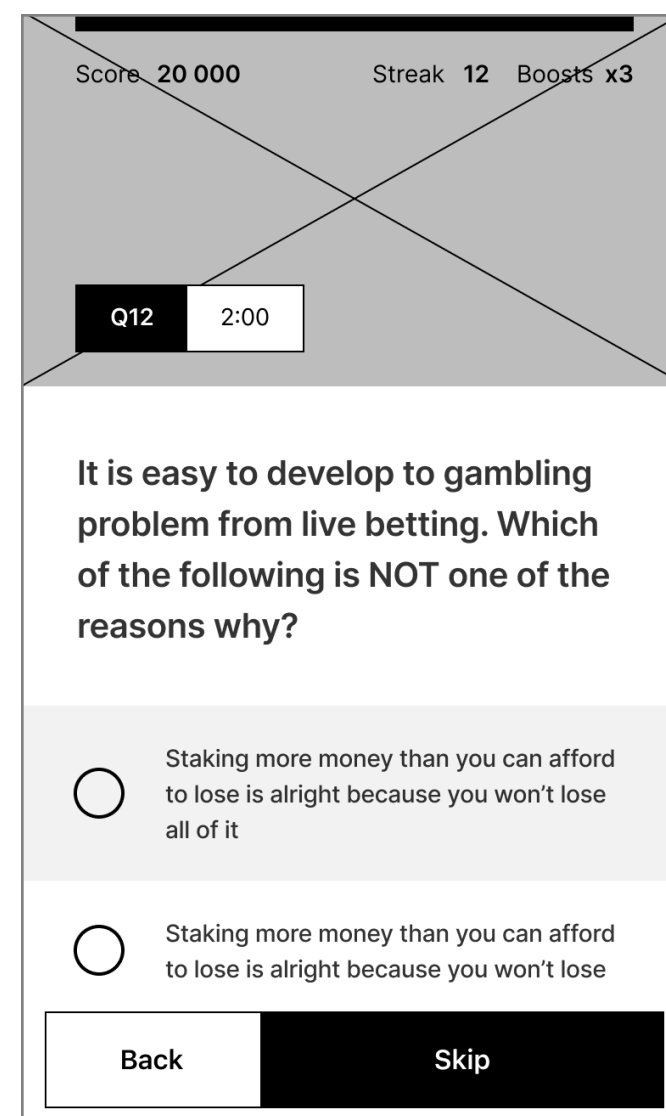 Score 20 000 Streak 12 Boosts x3
Q12 2:00
It is easy to develop to gambling
problem from live betting. Which
of the following is NOT one of the
reasons why?
Staking more money than you can afford
to lose is alright because you won’t lose
all of it
Staking more money than you can afford
to lose is alright because you won’t lose
Back Skip